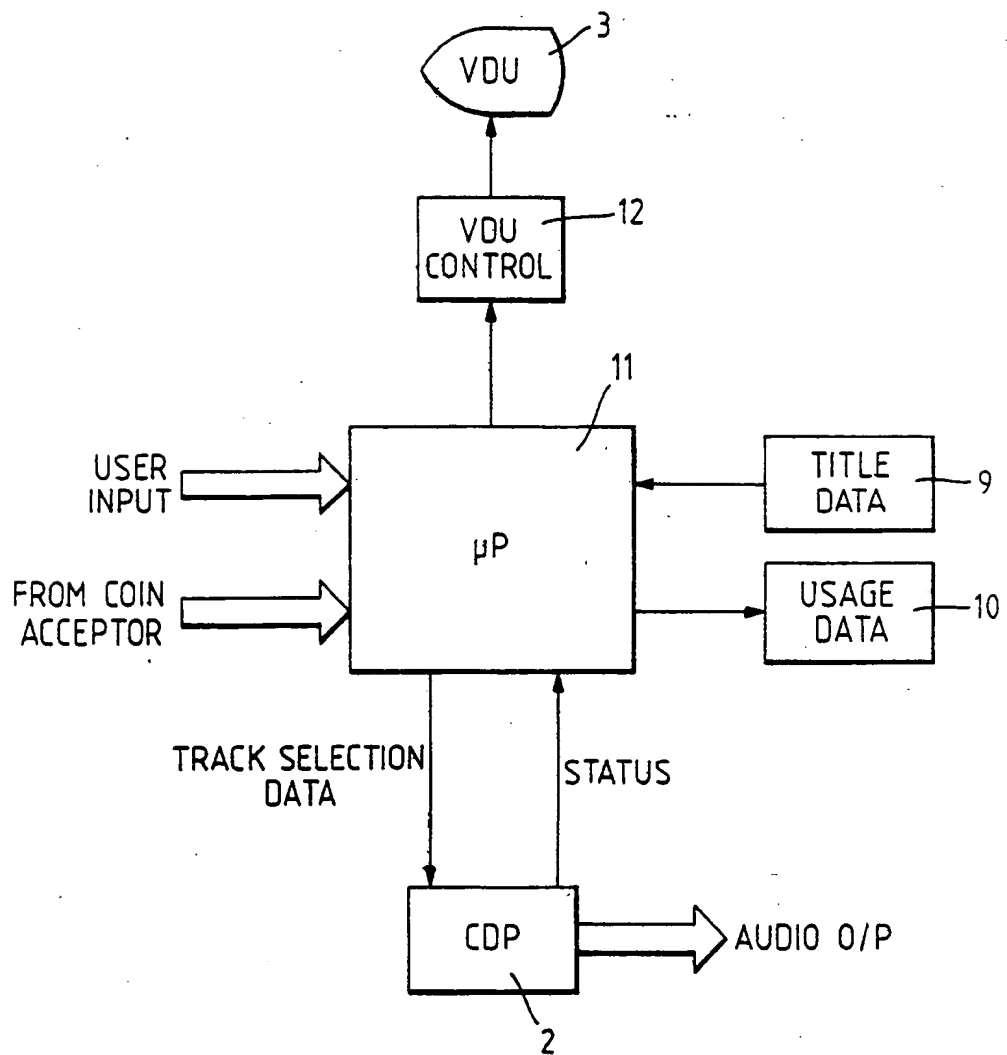 3
VDU
12
VDU
CONTROL
11
USER
INPUT
TITLE
DATA
9
µP
FROM COIN
ACCEPTOR
USAGE
DATA
10
TRACK SELECTION
DATA
STATUS
CDP
AUDIO O/P
2